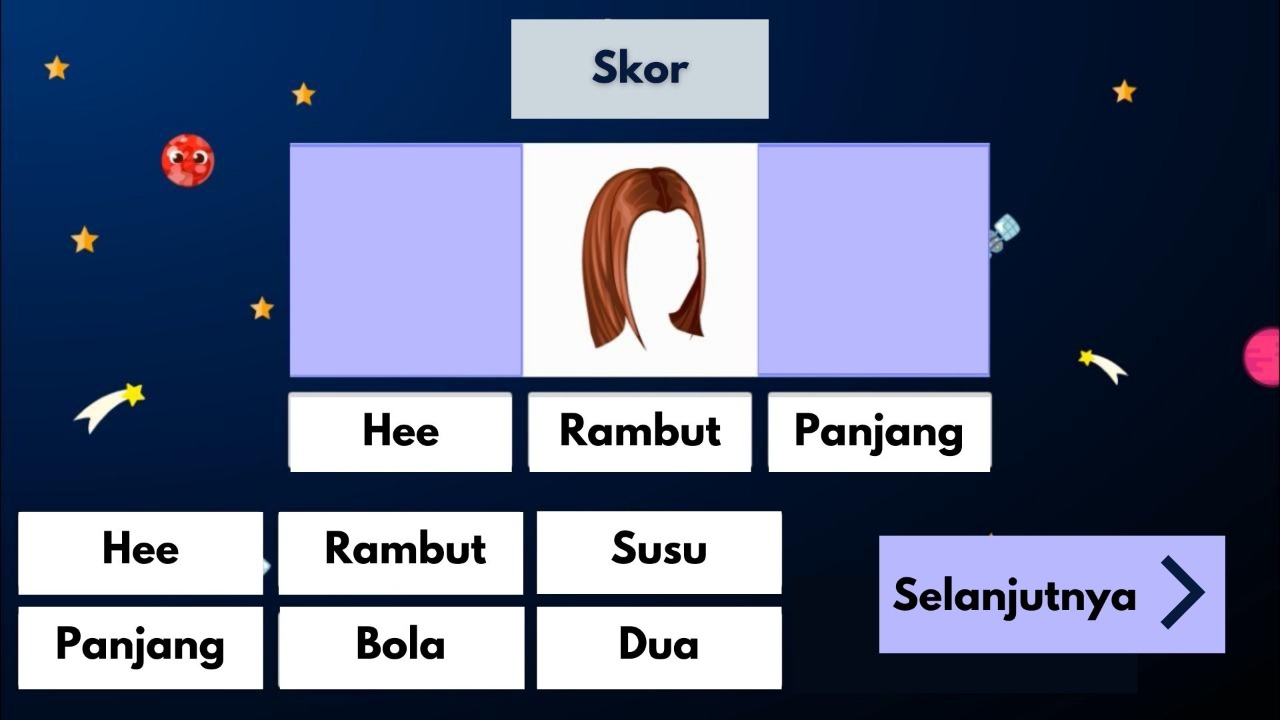 Skor
Hee Rambut Panjang
Hee Rambut Susu
Panjang Bola Dua
Selanjutnya